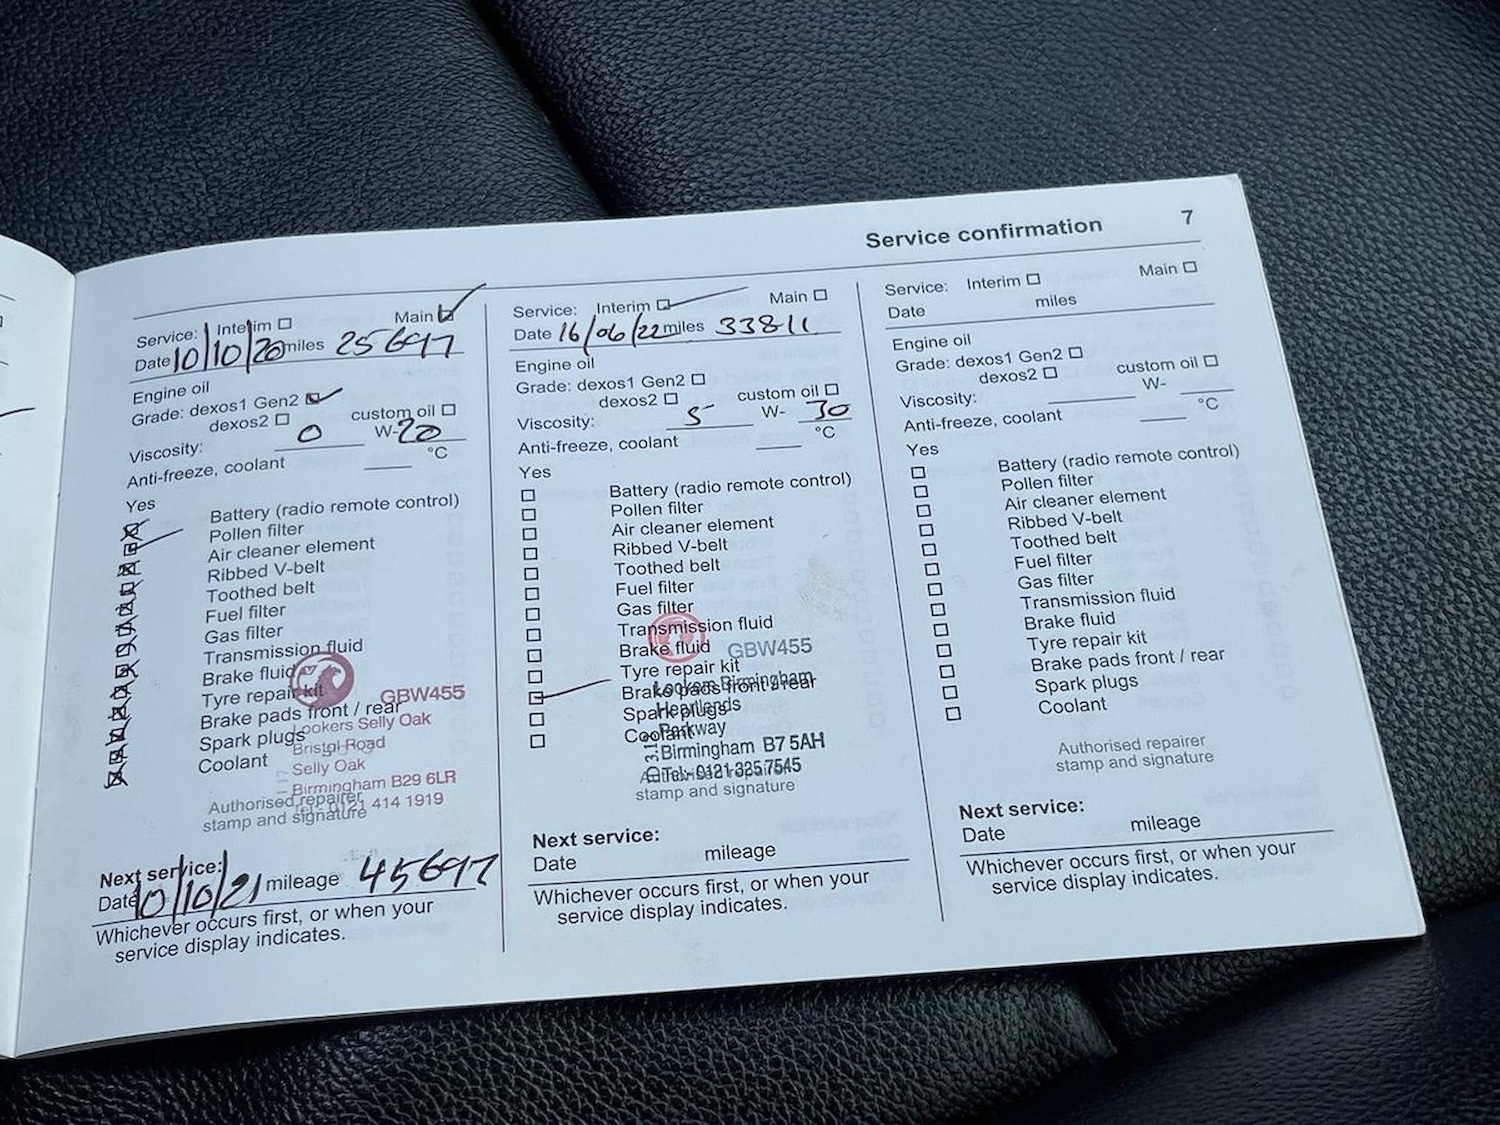 Service confirmation 7
Service: Interim Main
Date 10/10/20 miles 25697
Engine oil
Grade: dexos1 Gen2
dexos2 custom oil
Viscosity: 0 W-20
Anti-freeze, coolant °C
Yes
Battery (radio remote control)
Pollen filter
Air cleaner element
Ribbed V-belt
Toothed belt
Fuel filter
Gas filter
Transmission fluid
Brake fluid
Tyre repair kit
Brake pads front / rear
Spark plugs
Coolant
GBW455
Lookers Selly Oak
Bristol Road
Selly Oak
Birmingham B29 6LR
Tel: 0121 414 1919
Authorised repairer
stamp and signature
Next service:
Date 10/10/21 mileage 45697
Whichever occurs first, or when your
service display indicates.
Service: Interim Main
Date 16/06/22 miles 33811
Engine oil
Grade: dexos1 Gen2
dexos2 custom oil
Viscosity: 5 W- 30
Anti-freeze, coolant °C
Yes
Battery (radio remote control)
Pollen filter
Air cleaner element
Ribbed V-belt
Toothed belt
Fuel filter
Gas filter
Transmission fluid
Brake fluid
Tyre repair kit
Brake pads front / rear
Spark plugs
Coolant
GBW455
Lookers Birmingham
Heartlands
Parkway
Birmingham B7 5AH
Tel: 0121 325 7545
Authorised repairer
stamp and signature
Next service:
Date mileage
Whichever occurs first, or when your
service display indicates.
Service: Interim Main
Date miles
Engine oil
Grade: dexos1 Gen2
dexos2 custom oil
Viscosity: W-
Anti-freeze, coolant °C
Yes
Battery (radio remote control)
Pollen filter
Air cleaner element
Ribbed V-belt
Toothed belt
Fuel filter
Gas filter
Transmission fluid
Brake fluid
Tyre repair kit
Brake pads front / rear
Spark plugs
Coolant
Authorised repairer
stamp and signature
Next service:
Date mileage
Whichever occurs first, or when your
service display indicates.